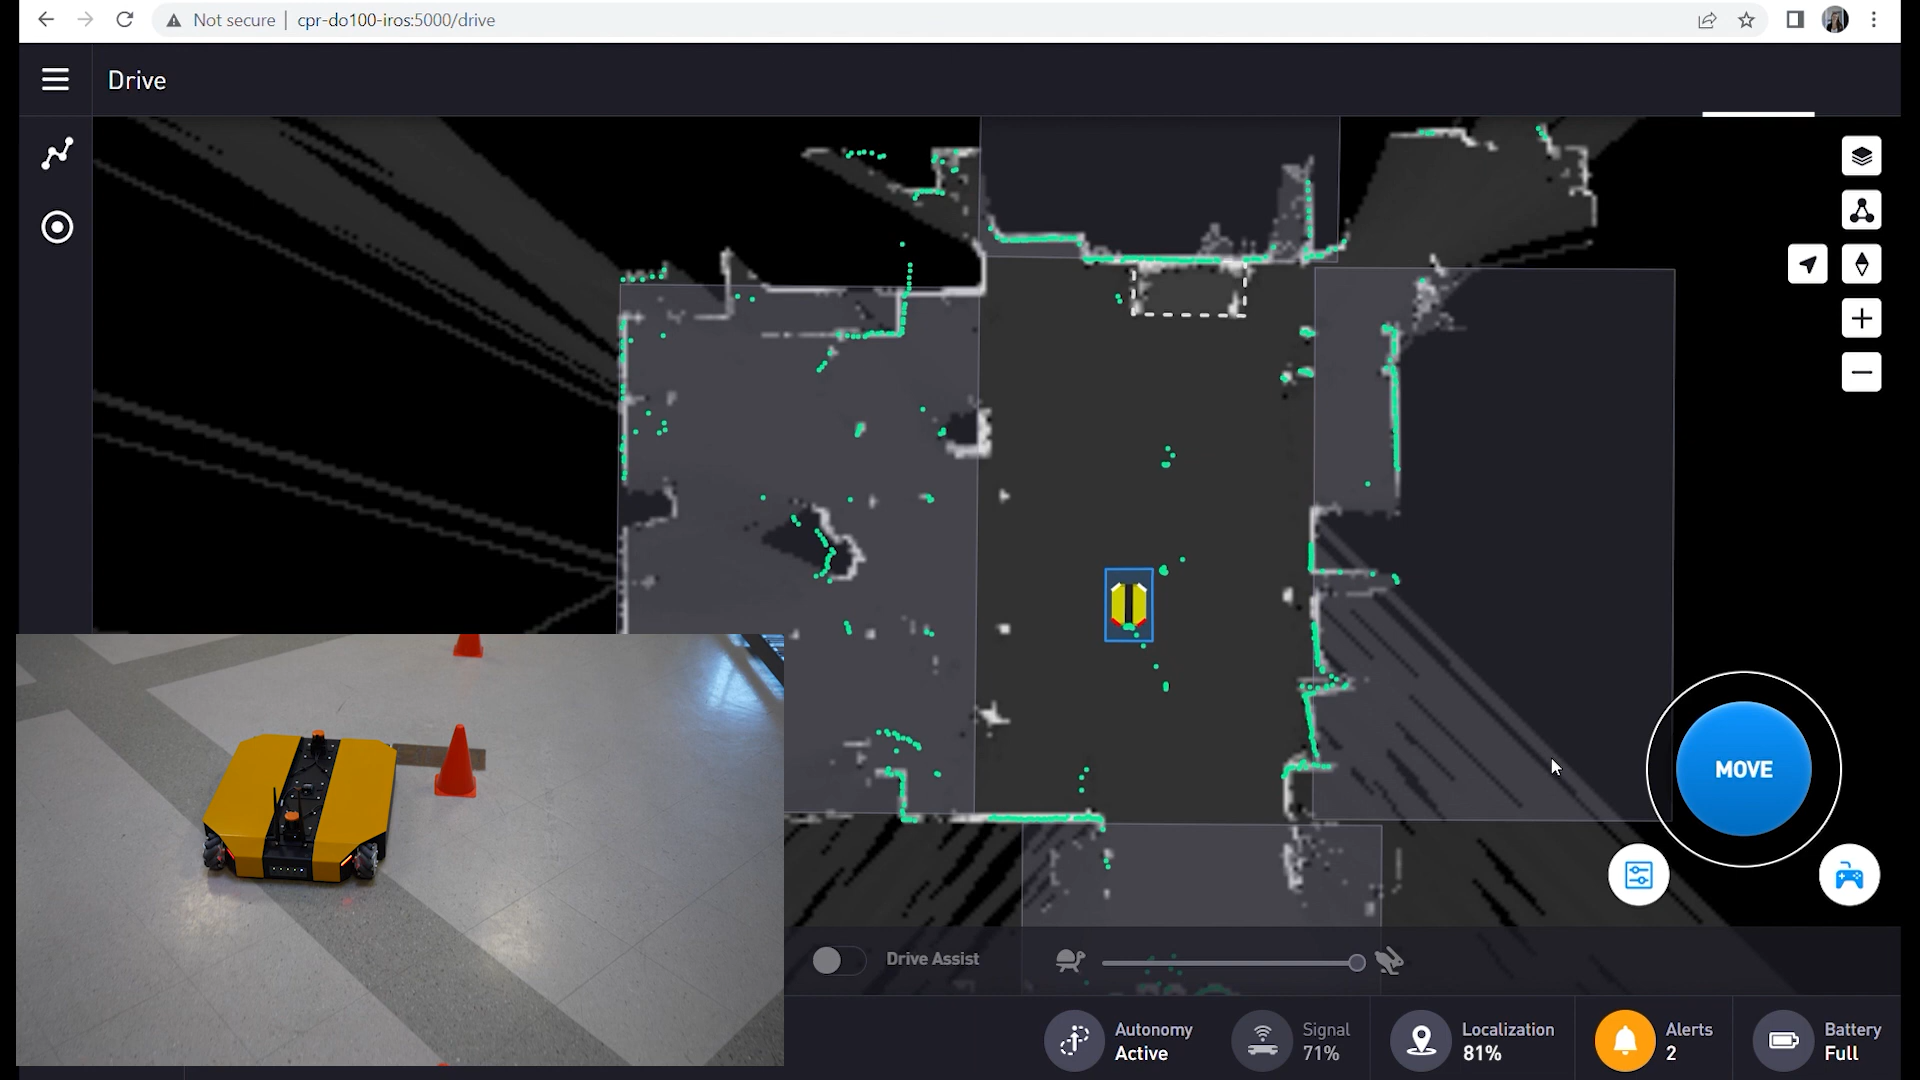 Not secure | cpr-do100-iros:5000/drive
Drive
MOVE
Drive Assist
Autonomy
Active
Signal
71%
Localization
81%
Alerts
2
Battery
Full